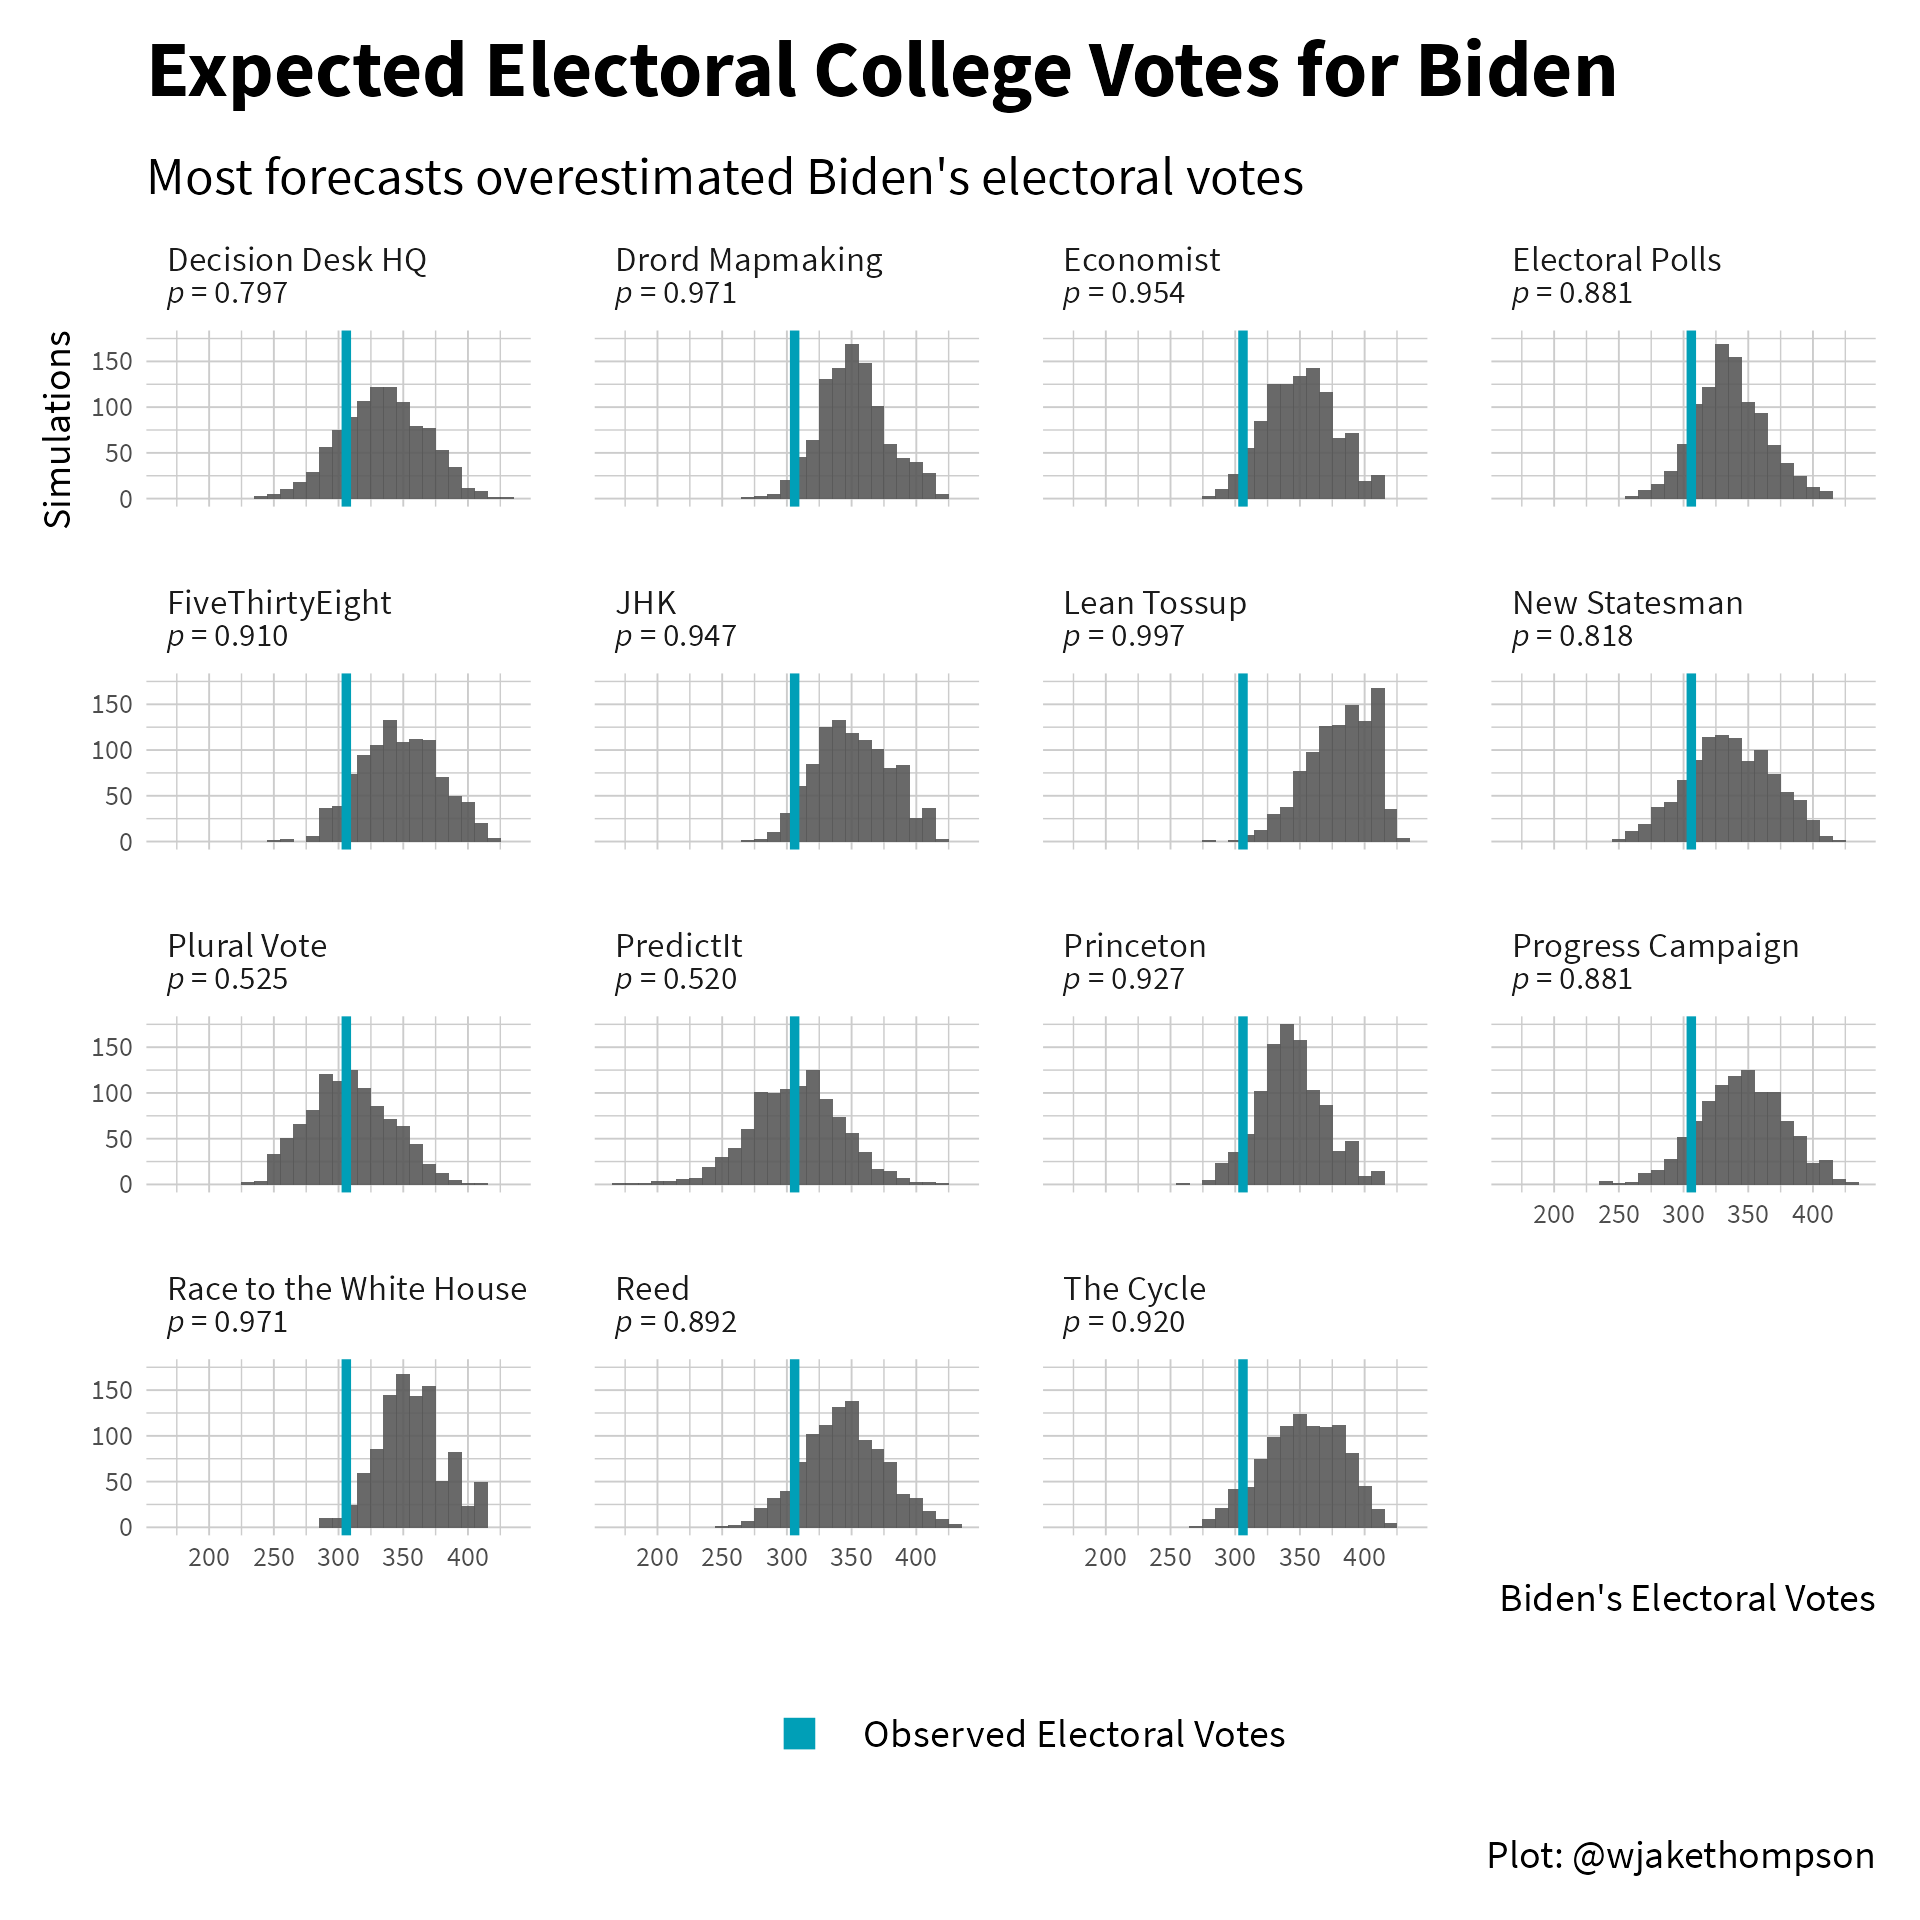 Expected Electoral College Votes for Biden
Most forecasts overestimated Biden's electoral votes
Decision Desk HQ
p = 0.797
Drord Mapmaking
p = 0.971
Economist
p = 0.954
Electoral Polls
p = 0.881
Simulations
150
100
50
0
FiveThirtyEight
p = 0.910
JHK
p = 0.947
Lean Tossup
p = 0.997
New Statesman
p = 0.818
150
100
50
0
Plural Vote
p = 0.525
PredictIt
p = 0.520
Princeton
p = 0.927
Progress Campaign
p = 0.881
150
100
50
0
200 250 300 350 400
Race to the White House
p = 0.971
Reed
p = 0.892
The Cycle
p = 0.920
150
100
50
0
200 250 300 350 400
200 250 300 350 400
200 250 300 350 400
Biden's Electoral Votes
Observed Electoral Votes
Plot: @wjakethompson